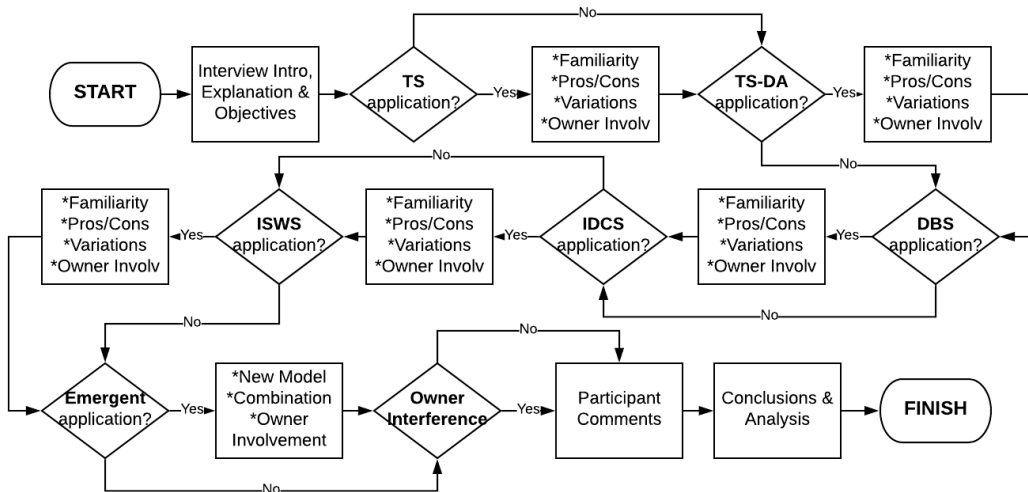 No
START
Interview Intro,
Explanation &
Objectives
TS
application?
Yes
*Familiarity
*Pros/Cons
*Variations
*Owner Involv
TS-DA
application?
Yes
*Familiarity
*Pros/Cons
*Variations
*Owner Involv
No
No
DBS
application?
Yes
*Familiarity
*Pros/Cons
*Variations
*Owner Involv
IDCS
application?
Yes
*Familiarity
*Pros/Cons
*Variations
*Owner Involv
ISWS
application?
Yes
*Familiarity
*Pros/Cons
*Variations
*Owner Involv
No
No
No
Emergent
application?
Yes
*New Model
*Combination
*Owner
Involvement
Owner
Interference
Yes
Participant
Comments
Conclusions &
Analysis
FINISH
No